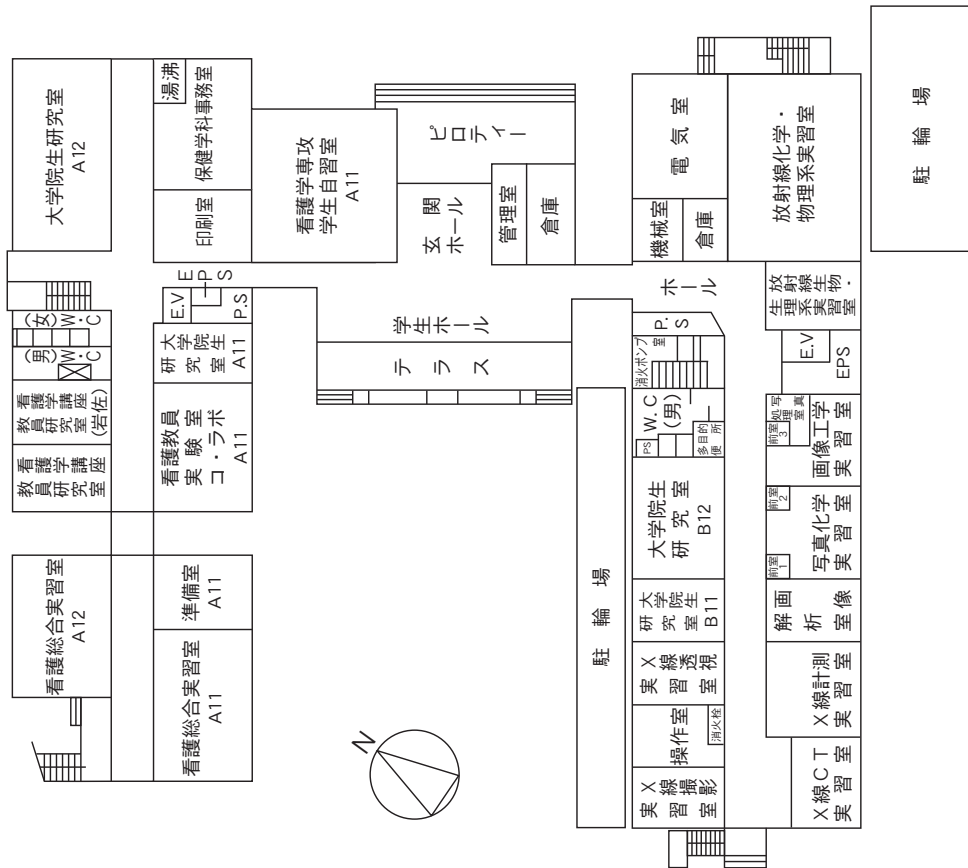 大学院生研究室
A12
湯沸
保健学科事務室
印刷室
看護学専攻
学生自習室
A11
ピロティー
玄関
ホール
管理室
倉庫
電気室
機械室
倉庫
放射線化学・
物理系実習室
駐輪場
(女)
W・C
(男)
W・C
EPS
E.V
P.S
研究室
大学院生
A11
学生ホール
テラス
ホール
P.S
消火ポンプ室
放射線生物・
生理系実習室
E.V
EPS
看護学講座
教員研究室
(岩佐)
看護学講座
教員研究室
看護教員
実験室
コ・ラボ
A11
W.C
(男)
PS
多目的
便所
写真
処理室
前室
3
画像工学
実習室
前室
2
写真化学
実習室
前室
1
大学院生
研究室
B12
大学院生
研究室
B11
画像
解析室
看護総合実習室
A12
準備室
A11
看護総合実習室
A11
駐輪場
X線透視
実習室
操作室
消火栓
X線撮影
実習室
X線計測
実習室
X線CT
実習室
N